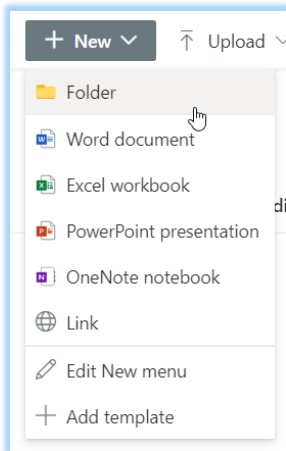 + New
Upload
Folder
Word document
Excel workbook
PowerPoint presentation
OneNote notebook
Link
Edit New menu
Add template